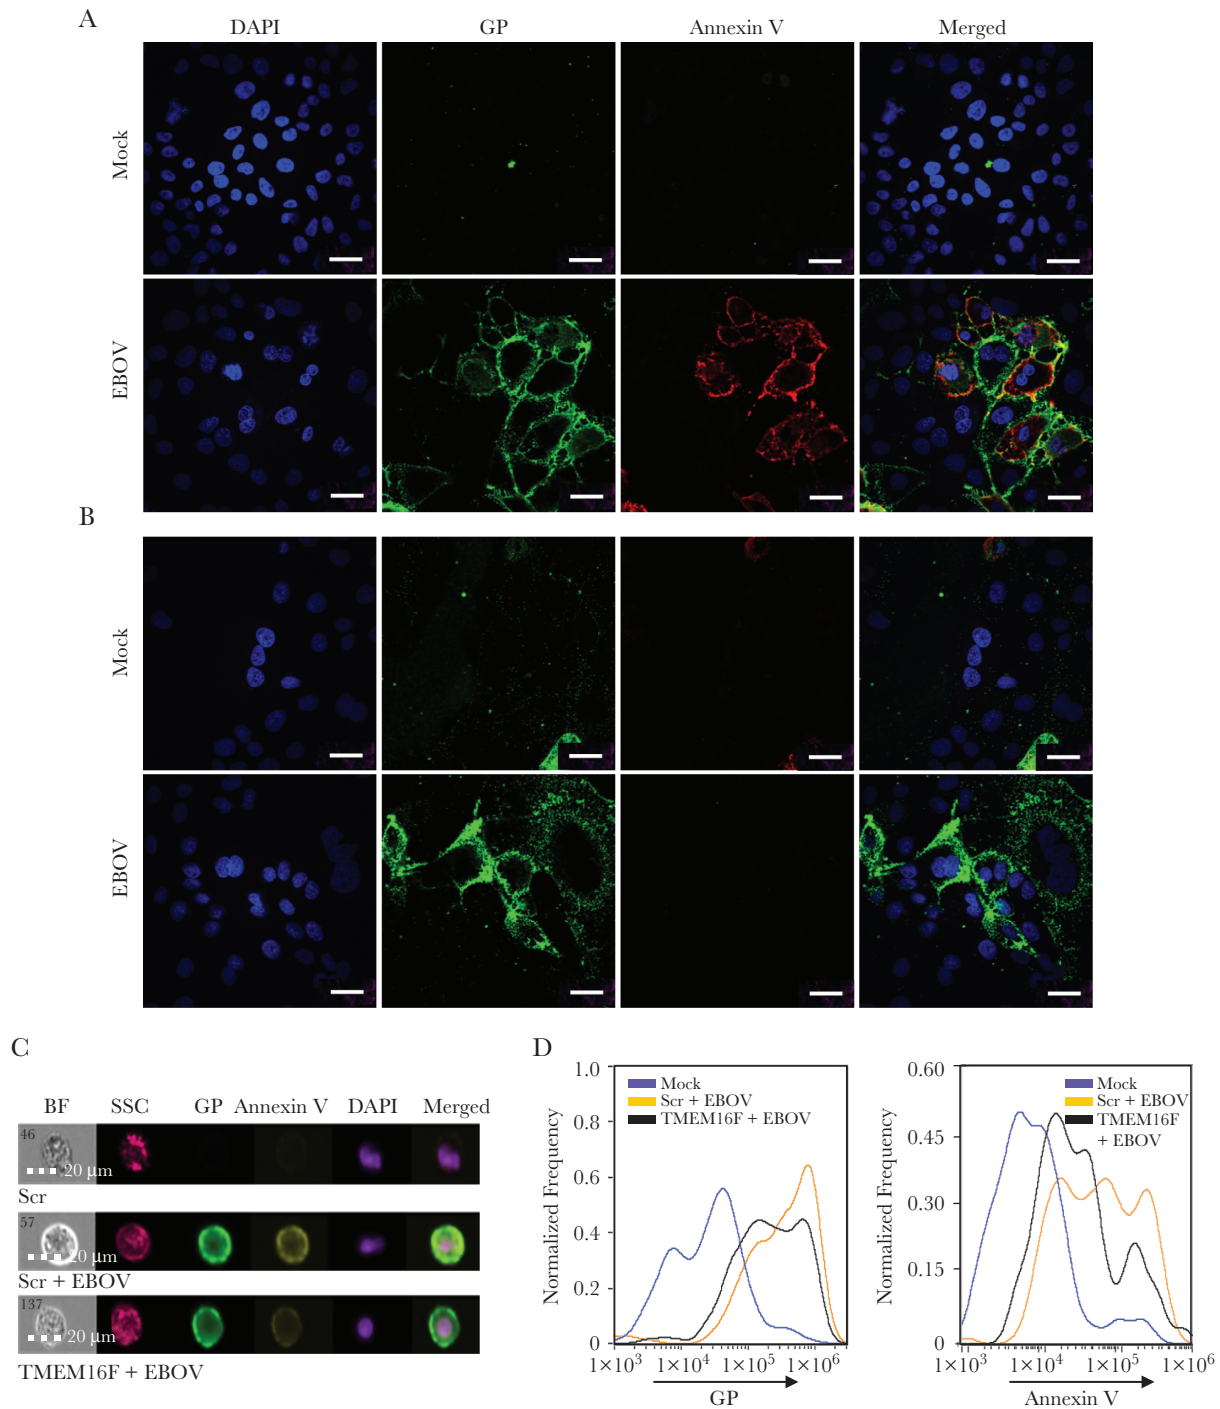 A
DAPI GP Annexin V Merged
Mock
EBOV
B
Mock
EBOV
C
BF SSC GP Annexin V DAPI Merged
46
20 μm
Scr
57
20 μm
Scr + EBOV
137
20 μm
TMEM16F + EBOV
D
Normalized Frequency
1.0
0.8
0.6
0.4
0.2
0
Mock
Scr + EBOV
TMEM16F + EBOV
1×10³ 1×10⁴ 1×10⁵ 1×10⁶
GP
Normalized Frequency
0.60
0.45
0.30
0.15
0
Mock
Scr + EBOV
TMEM16F
+ EBOV
1×10³ 1×10⁴ 1×10⁵ 1×10⁶
Annexin V